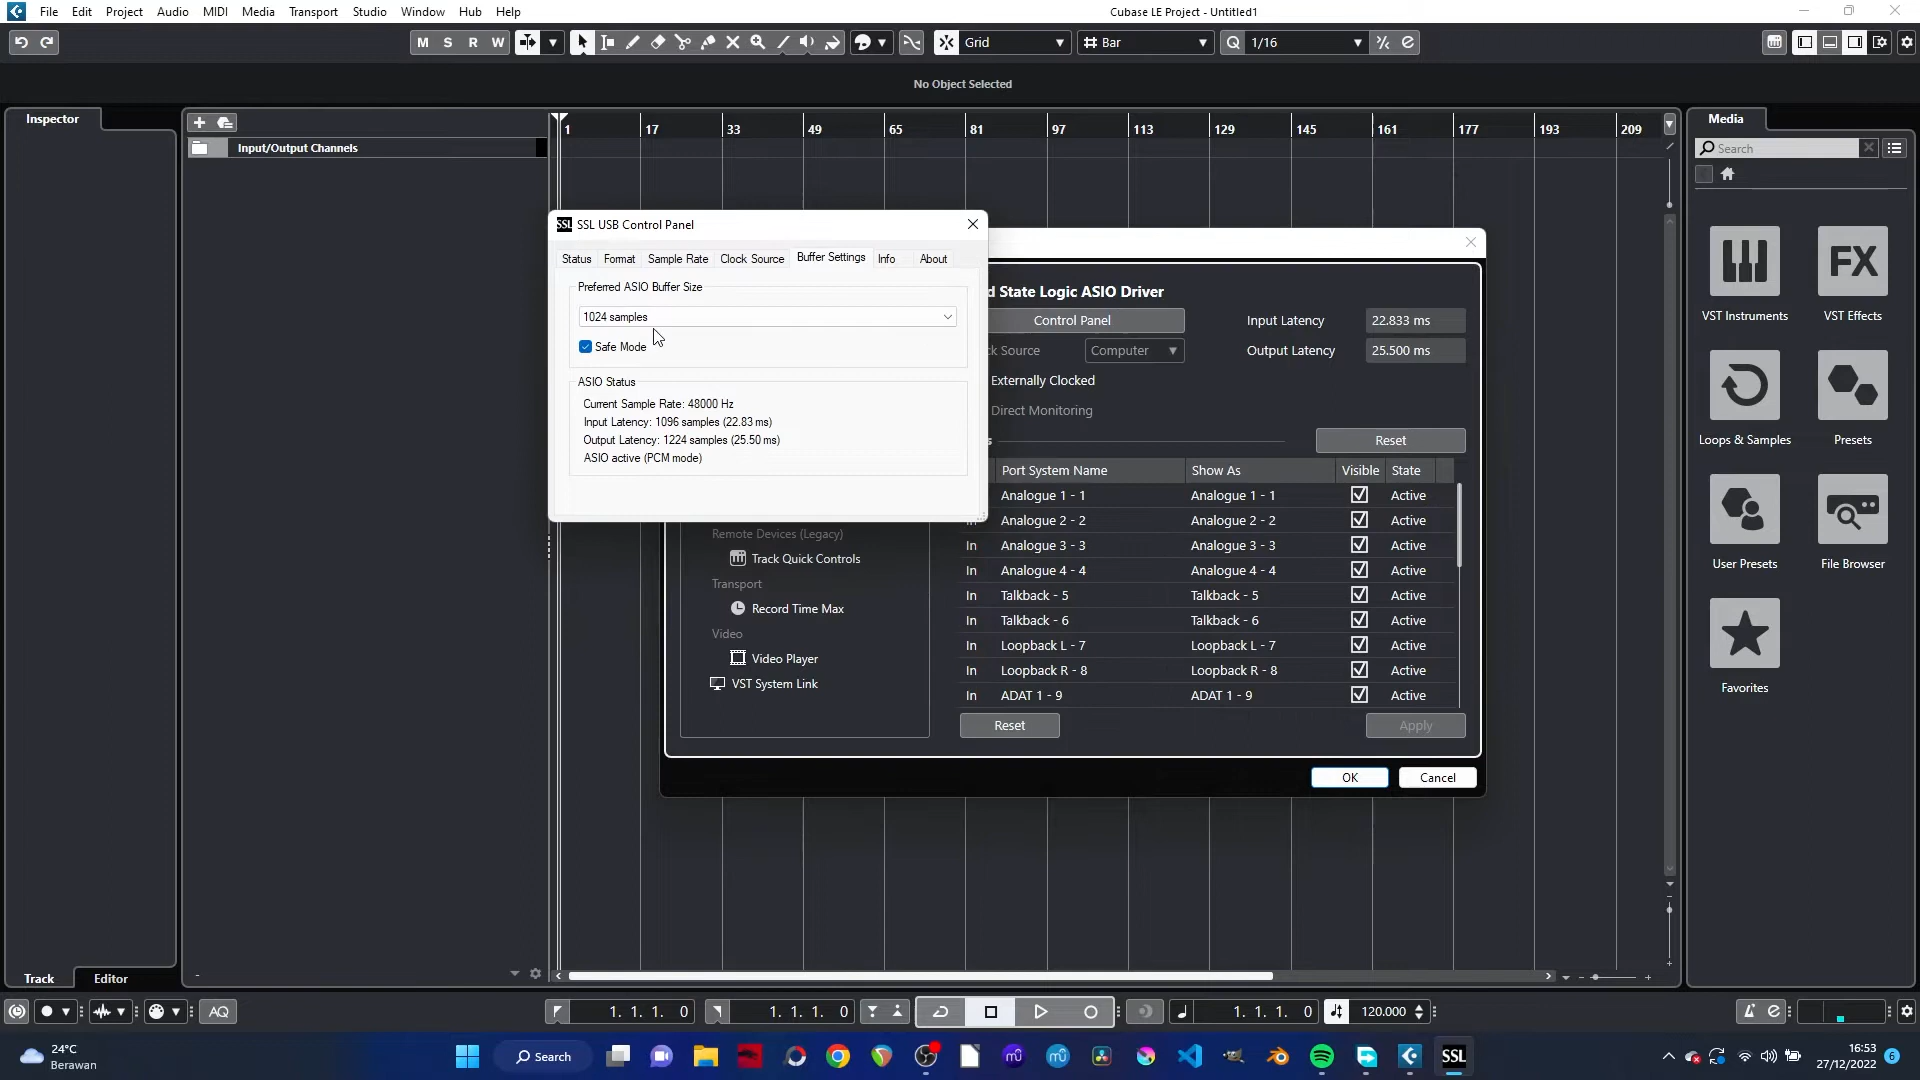 File Edit Project Audio MIDI Media Transport Studio Window Hub Help
Cubase LE Project - Untitled1
M S R W
Grid
Bar
Q 1/16
No Object Selected
Inspector
Input/Output Channels
1 17 33 49 65 81 97 113 129 145 161 177 193 209
Media
Search
VST Instruments
VST Effects
FX
Loops & Samples
Presets
User Presets
File Browser
Favorites
SSL SSL USB Control Panel
Status Format Sample Rate Clock Source Buffer Settings Info About
Preferred ASIO Buffer Size
1024 samples
Safe Mode
ASIO Status
Current Sample Rate: 48000 Hz
Input Latency: 1096 samples (22.83 ms)
Output Latency: 1224 samples (25.50 ms)
ASIO active (PCM mode)
d State Logic ASIO Driver
Control Panel
Input Latency 22.833 ms
ck Source Computer
Output Latency 25.500 ms
Externally Clocked
Direct Monitoring
s
Reset
Port System Name Show As Visible State
Analogue 1 - 1 Analogue 1 - 1 Active
In Analogue 2 - 2 Analogue 2 - 2 Active
In Analogue 3 - 3 Analogue 3 - 3 Active
In Analogue 4 - 4 Analogue 4 - 4 Active
In Talkback - 5 Talkback - 5 Active
In Talkback - 6 Talkback - 6 Active
In Loopback L - 7 Loopback L - 7 Active
In Loopback R - 8 Loopback R - 8 Active
In ADAT 1 - 9 ADAT 1 - 9 Active
Remote Devices (Legacy)
Track Quick Controls
Transport
Record Time Max
Video
Video Player
VST System Link
Reset
Apply
OK
Cancel
Track Editor
-
AQ
1. 1. 1. 0
1. 1. 1. 0
1. 1. 1. 0
120.000
24°C
Berawan
Search
SSL
16:53
27/12/2022
6